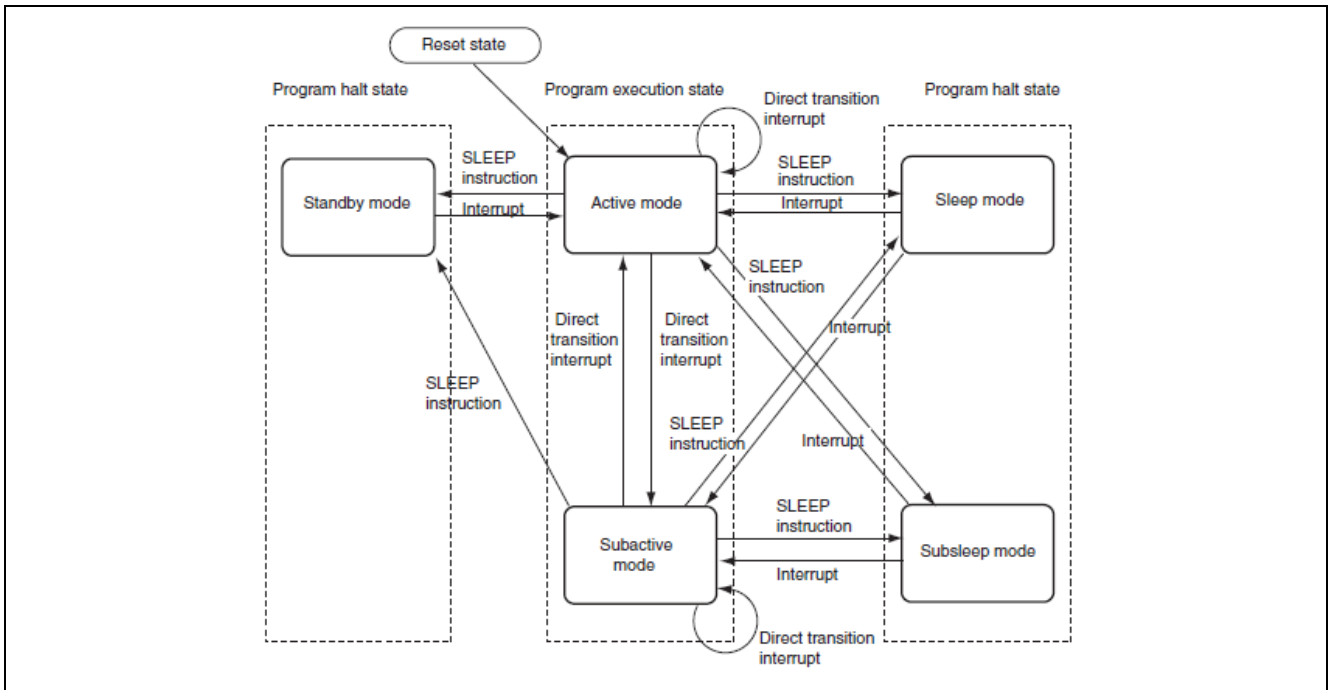 Reset state
Program halt state
Program execution state
Program halt state
Direct transition
interrupt
SLEEP
instruction
SLEEP
instruction
Standby mode
Active mode
Sleep mode
Interrupt
Interrupt
SLEEP
instruction
Direct
transition
interrupt
Direct
transition
interrupt
Interrupt
SLEEP
instruction
SLEEP
instruction
Interrupt
SLEEP
instruction
Subactive
mode
Subsleep mode
Interrupt
Direct transition
interrupt